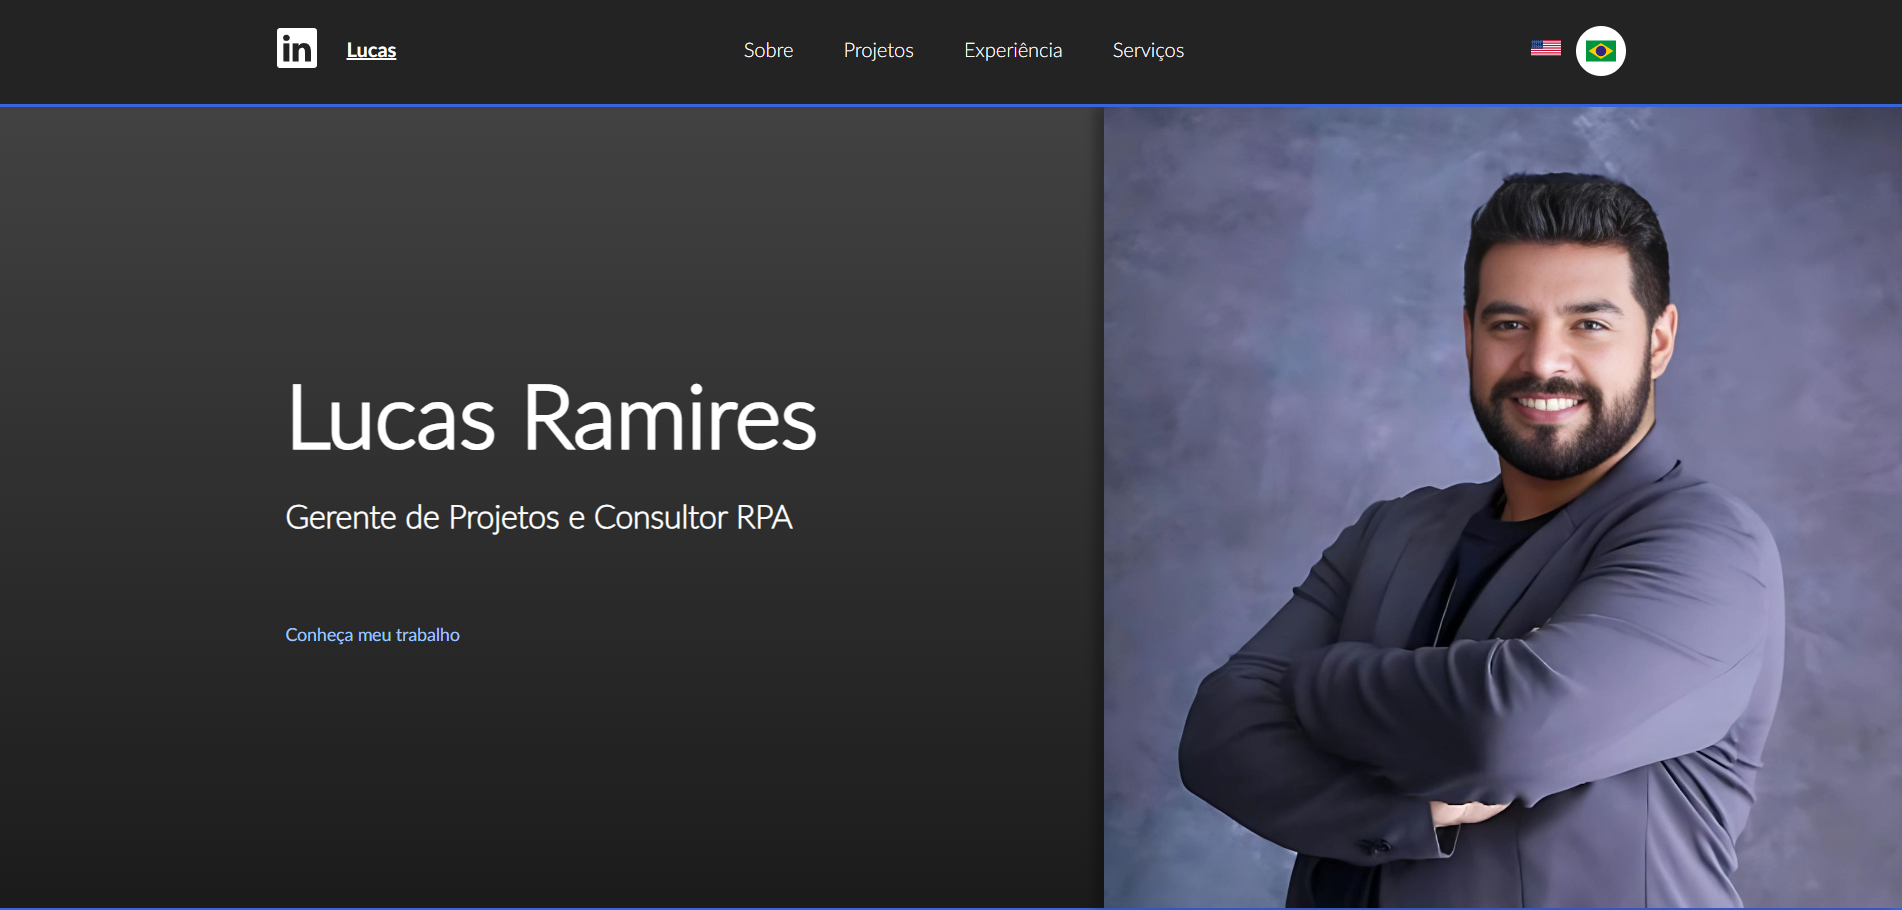 in
Lucas
Sobre
Projetos
Experiência
Serviços
Lucas Ramires
Gerente de Projetos e Consultor RPA
Conheça meu trabalho